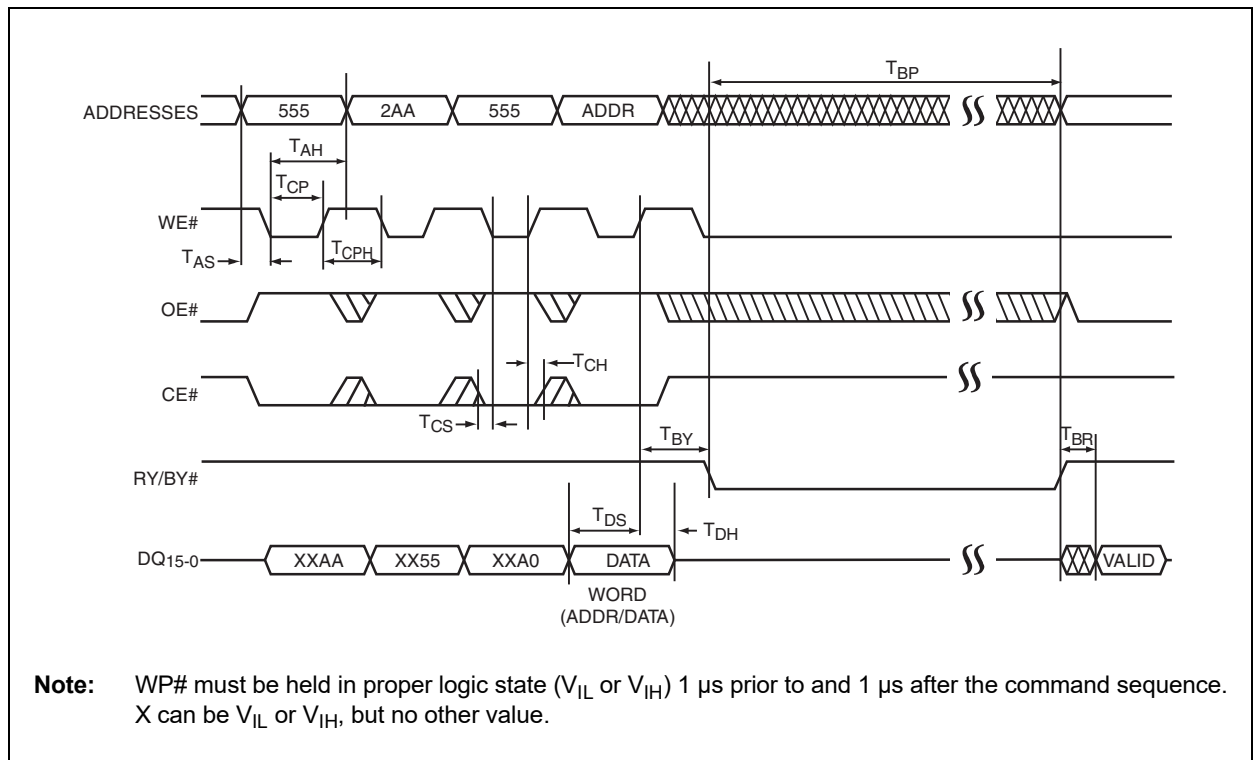 T_BP
ADDRESSES 555 2AA 555 ADDR
T_AH
T_CP
WE#
T_AS T_CPH
OE#
T_CH
CE#
T_CS
T_BY T_BR
RY/BY#
T_DS T_DH
DQ15-0 XXAA XX55 XXA0 DATA VALID
WORD
(ADDR/DATA)
Note: WP# must be held in proper logic state (V_IL or V_IH) 1 µs prior to and 1 µs after the command sequence.
X can be V_IL or V_IH, but no other value.